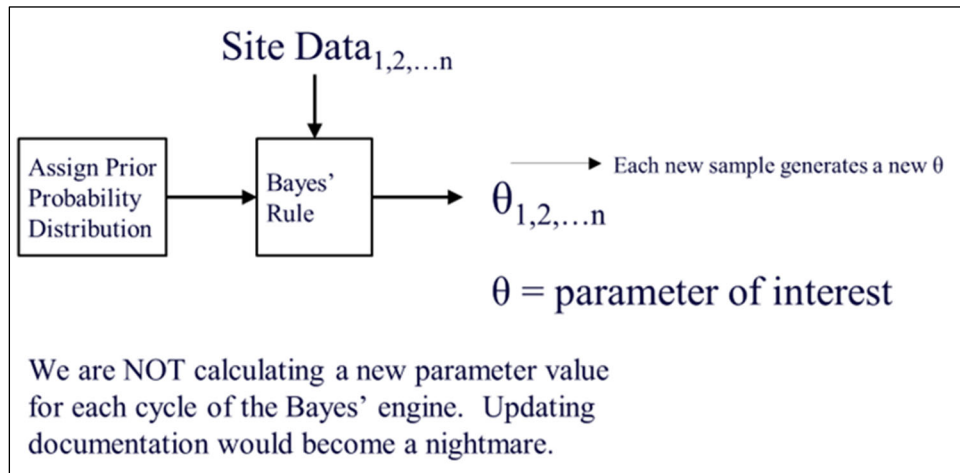 Site Data1,2,…n
Assign Prior
Probability
Distribution
Bayes’
Rule
Each new sample generates a new θ
θ1,2,…n
θ = parameter of interest
We are NOT calculating a new parameter value
for each cycle of the Bayes’ engine.  Updating
documentation would become a nightmare.